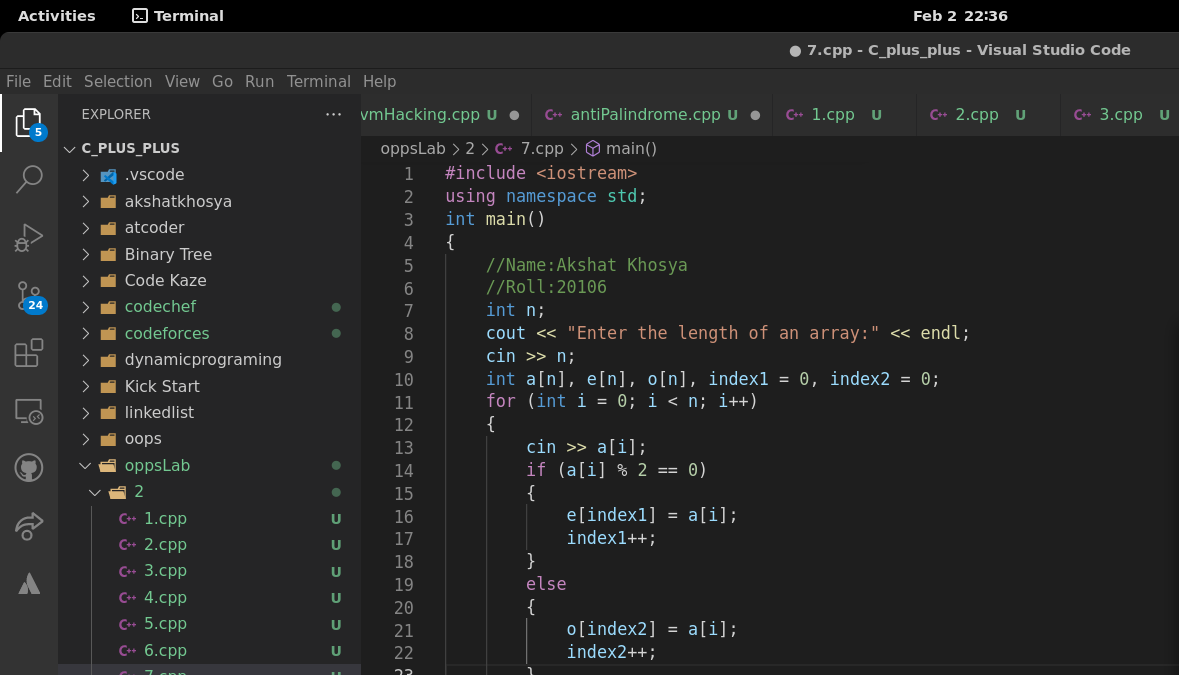 Activities Terminal Feb 2 22:36
● 7.cpp - C_plus_plus - Visual Studio Code
File Edit Selection View Go Run Terminal Help
EXPLORER ···
vmHacking.cpp U ● C++ antiPalindrome.cpp U ● C++ 1.cpp U C++ 2.cpp U C++ 3.cpp U
5
24
C_PLUS_PLUS
.vscode
akshatkhosya
atcoder
Binary Tree
Code Kaze
codechef
codeforces
dynamicprograming
Kick Start
linkedlist
oops
oppsLab
2
C++ 1.cpp U
C++ 2.cpp U
C++ 3.cpp U
C++ 4.cpp U
C++ 5.cpp U
C++ 6.cpp U
C++ 7.cpp U
oppsLab > 2 > C++ 7.cpp > main()
1 #include <iostream>
2 using namespace std;
3 int main()
4 {
5 //Name:Akshat Khosya
6 //Roll:20106
7 int n;
8 cout << "Enter the length of an array:" << endl;
9 cin >> n;
10 int a[n], e[n], o[n], index1 = 0, index2 = 0;
11 for (int i = 0; i < n; i++)
12 {
13 cin >> a[i];
14 if (a[i] % 2 == 0)
15 {
16 e[index1] = a[i];
17 index1++;
18 }
19 else
20 {
21 o[index2] = a[i];
22 index2++;
23 }